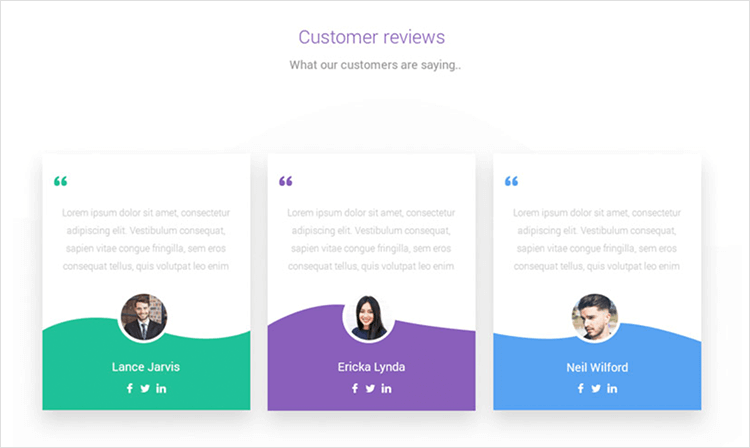 Customer reviews
What our customers are saying..
“
Lorem ipsum dolor sit amet, consectetur
adipiscing elit. Vestibulum consequat,
sapien vitae congue fringilla, sem eros
consequat tellus, quis volutpat leo enim
Lance Jarvis
“
Lorem ipsum dolor sit amet, consectetur
adipiscing elit. Vestibulum consequat,
sapien vitae congue fringilla, sem eros
consequat tellus, quis volutpat leo enim
Ericka Lynda
“
Lorem ipsum dolor sit amet, consectetur
adipiscing elit. Vestibulum consequat,
sapien vitae congue fringilla, sem eros
consequat tellus, quis volutpat leo enim
Neil Wilford